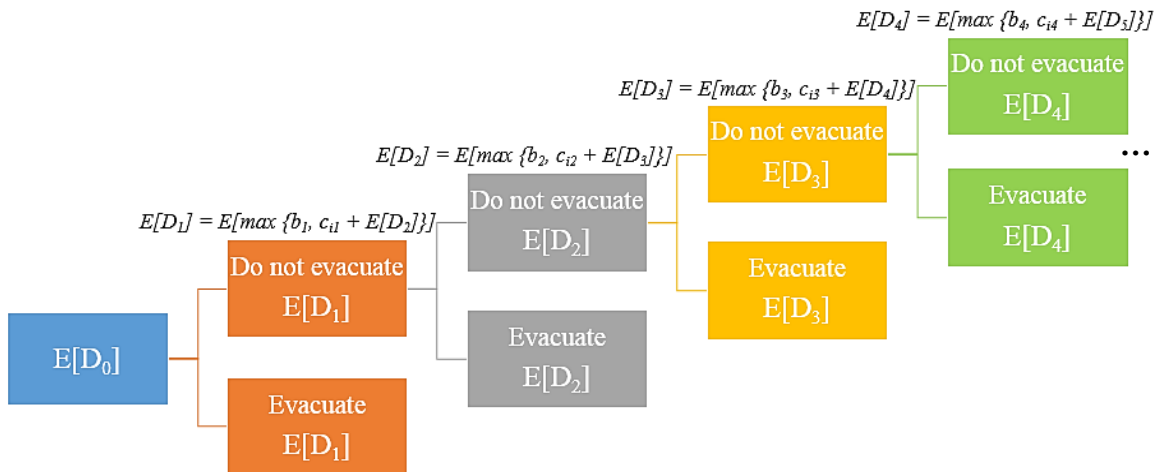 E[D₄] = E[max {b₄, cᵢ₄ + E[D₅]}]
Do not evacuate
E[D₄]
E[D₃] = E[max {b₃, cᵢ₃ + E[D₄]}]
Do not evacuate
E[D₃]
...
E[D₂] = E[max {b₂, cᵢ₂ + E[D₃]}]
Do not evacuate
E[D₂]
Evacuate
E[D₄]
E[D₁] = E[max {b₁, cᵢ₁ + E[D₂]}]
Do not evacuate
E[D₁]
Evacuate
E[D₃]
E[D₀]
Evacuate
E[D₂]
Evacuate
E[D₁]